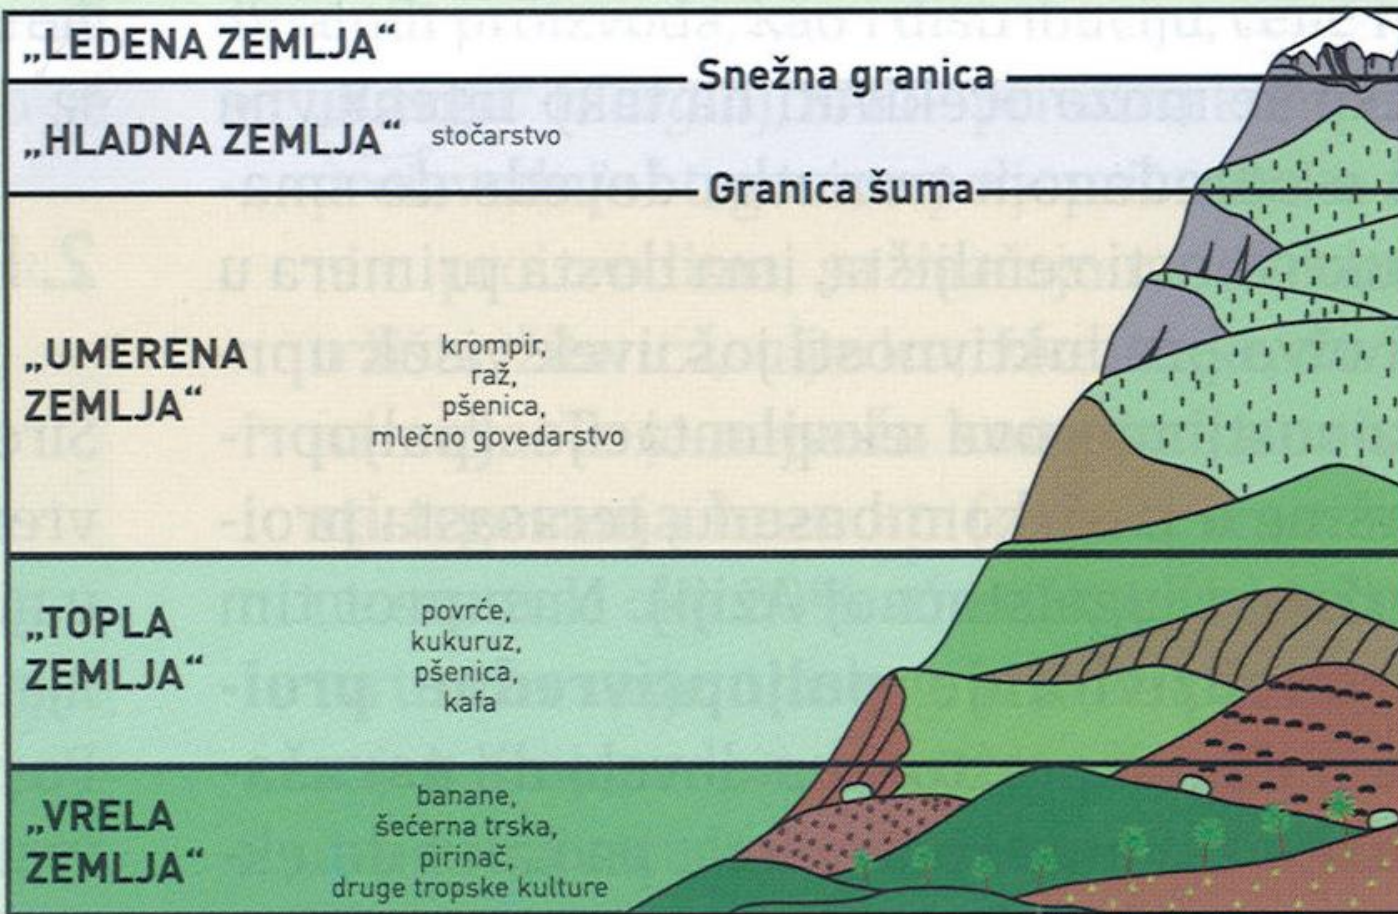 „LEDENA ZEMLJA“
Snežna granica
„HLADNA ZEMLJA“ stočarstvo
Granica šuma
„UMERENA
ZEMLJA“
krompir,
raž,
pšenica,
mlečno govedarstvo
„TOPLA
ZEMLJA“
povrće,
kukuruz,
pšenica,
kafa
„VRELA
ZEMLJA“
banane,
šećerna trska,
pirinač,
druge tropske kulture